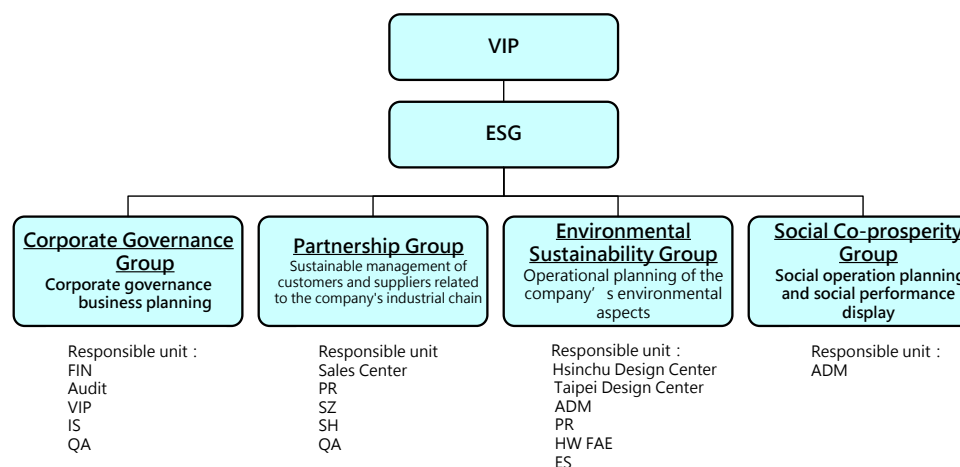 VIP
ESG
Corporate Governance
Group
Corporate governance
business planning
Partnership Group
Sustainable management of
customers and suppliers related
to the company's industrial chain
Environmental
Sustainability Group
Operational planning of the
company’s environmental
aspects
Social Co-prosperity
Group
Social operation planning
and social performance
display
Responsible unit：
FIN
Audit
VIP
IS
QA
Responsible unit
Sales Center
PR
SZ
SH
QA
Responsible unit：
Hsinchu Design Center
Taipei Design Center
ADM
PR
HW FAE
ES
Responsible unit：
ADM